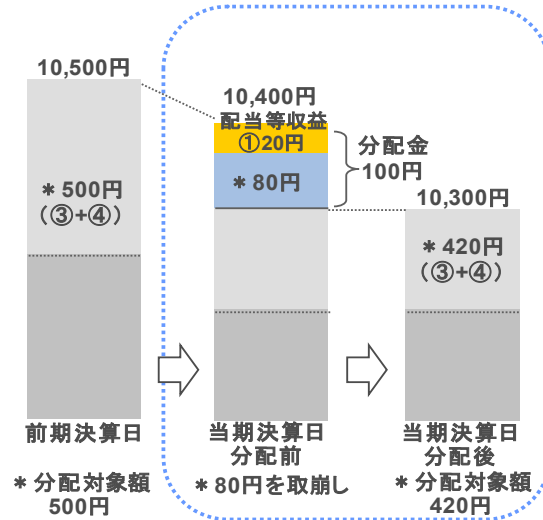 10,500円
＊500円
（③+④）
前期決算日
＊分配対象額
500円
10,400円
配当等収益
①20円
＊80円
分配金
100円
当期決算日
分配前
＊80円を取崩し
10,300円
＊420円
（③+④）
当期決算日
分配後
＊分配対象額
420円